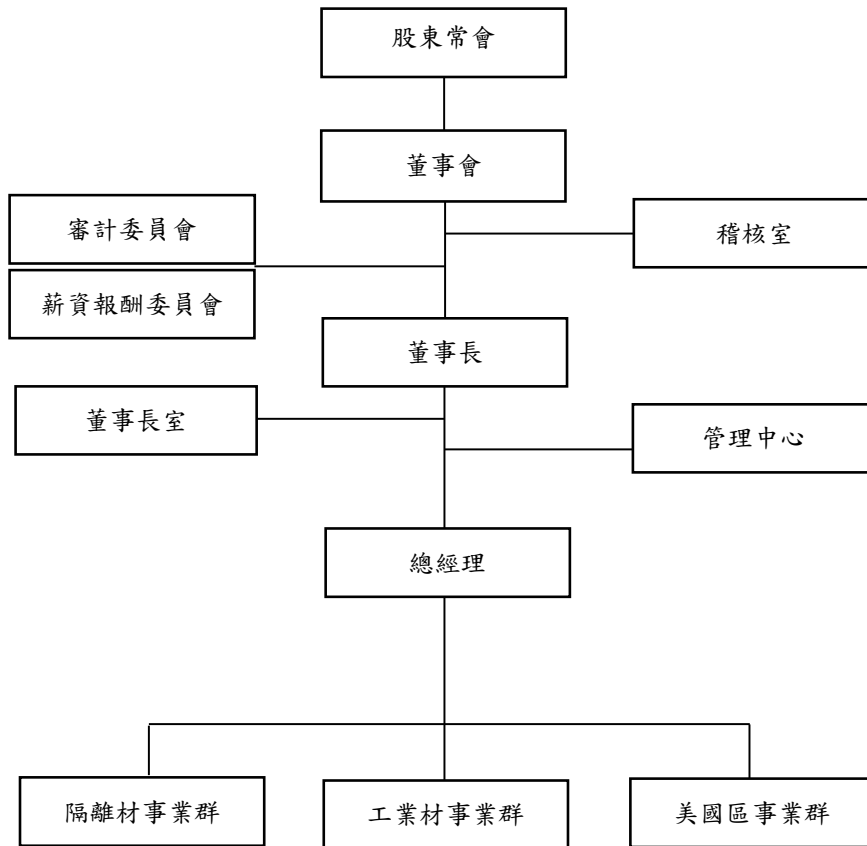 股東常會
董事會
審計委員會
稽核室
薪資報酬委員會
董事長
董事長室
管理中心
總經理
隔離材事業群
工業材事業群
美國區事業群